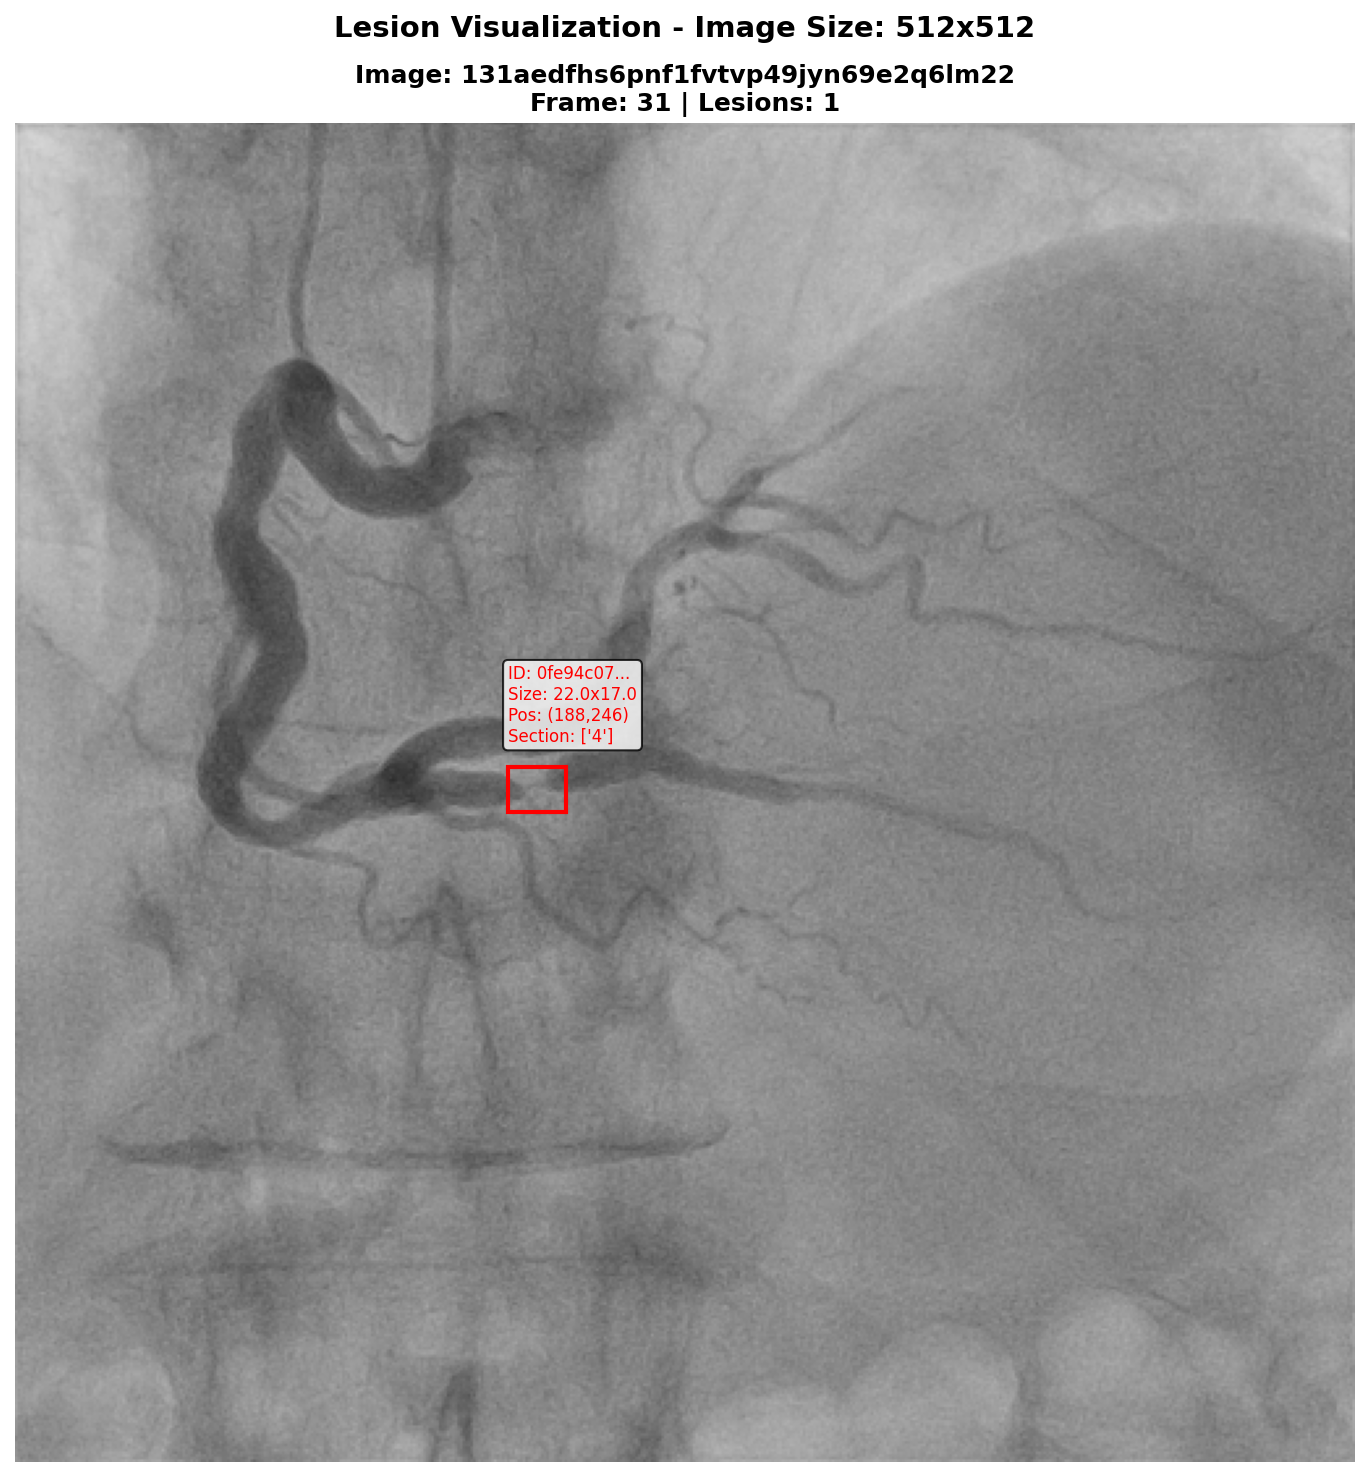 Lesion Visualization - Image Size: 512x512
Image: 131aedfhs6pnf1fvtvp49jyn69e2q6lm22
Frame: 31 | Lesions: 1
ID: 0fe94c07...
Size: 22.0x17.0
Pos: (188,246)
Section: ['4']